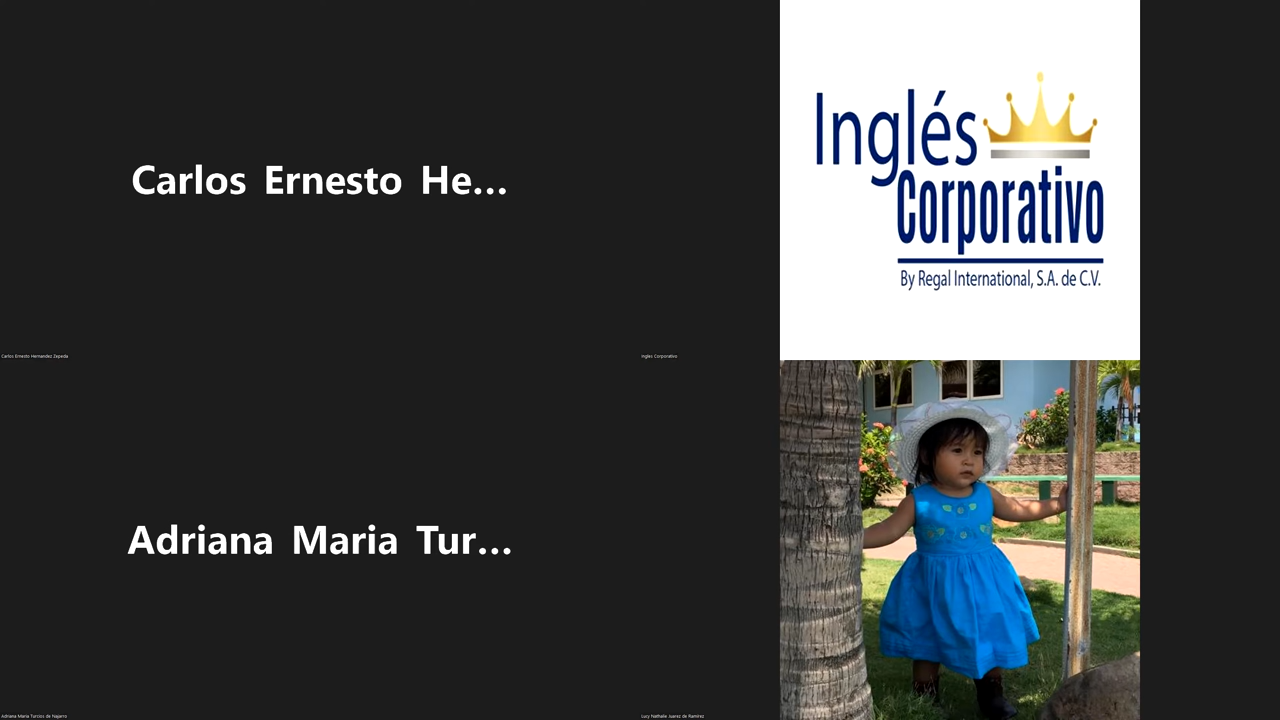 Carlos Ernesto He...
Inglés
Corporativo
By Regal International, S.A. de C.V.
Carlos Ernesto Hernandez Zepeda
Ingles Corporativo
Adriana Maria Tur...
Adriana Maria Turcios de Najarro
Lucy Nathalie Juarez de Ramirez